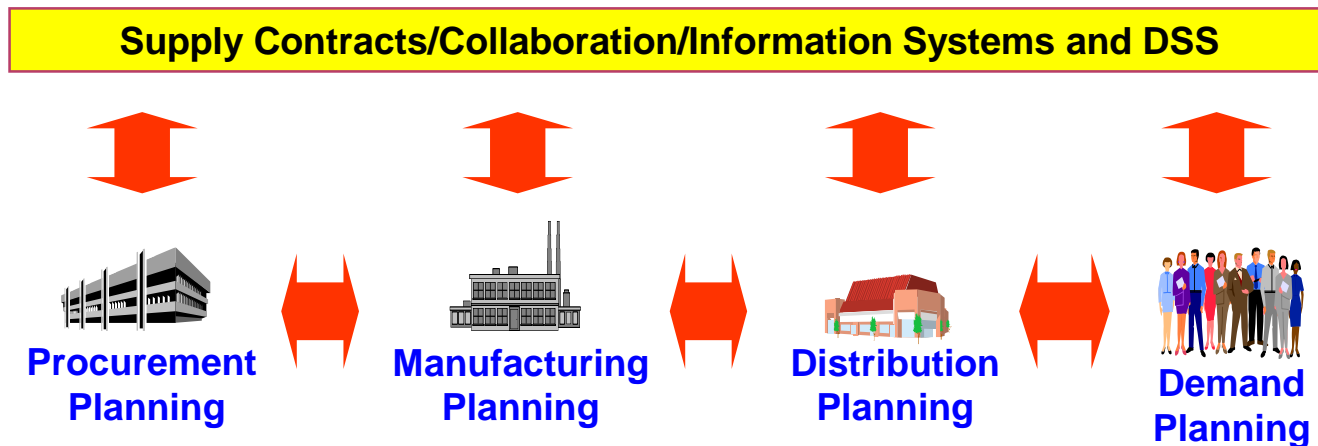 Supply Contracts/Collaboration/Information Systems and DSS
Procurement
Planning
Manufacturing
Planning
Distribution
Planning
Demand
Planning